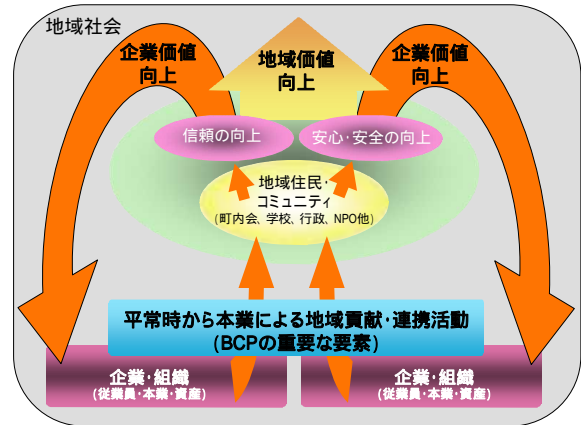 地域社会
企業価値
向上
地域価値
向上
企業価値
向上
信頼の向上
安心・安全の向上
地域住民・
コミュニティ
(町内会、学校、行政、NPO他)
平常時から本業による地域貢献・連携活動
(BCPの重要な要素)
企業・組織
(従業員・本業・資産)
企業・組織
(従業員・本業・資産)